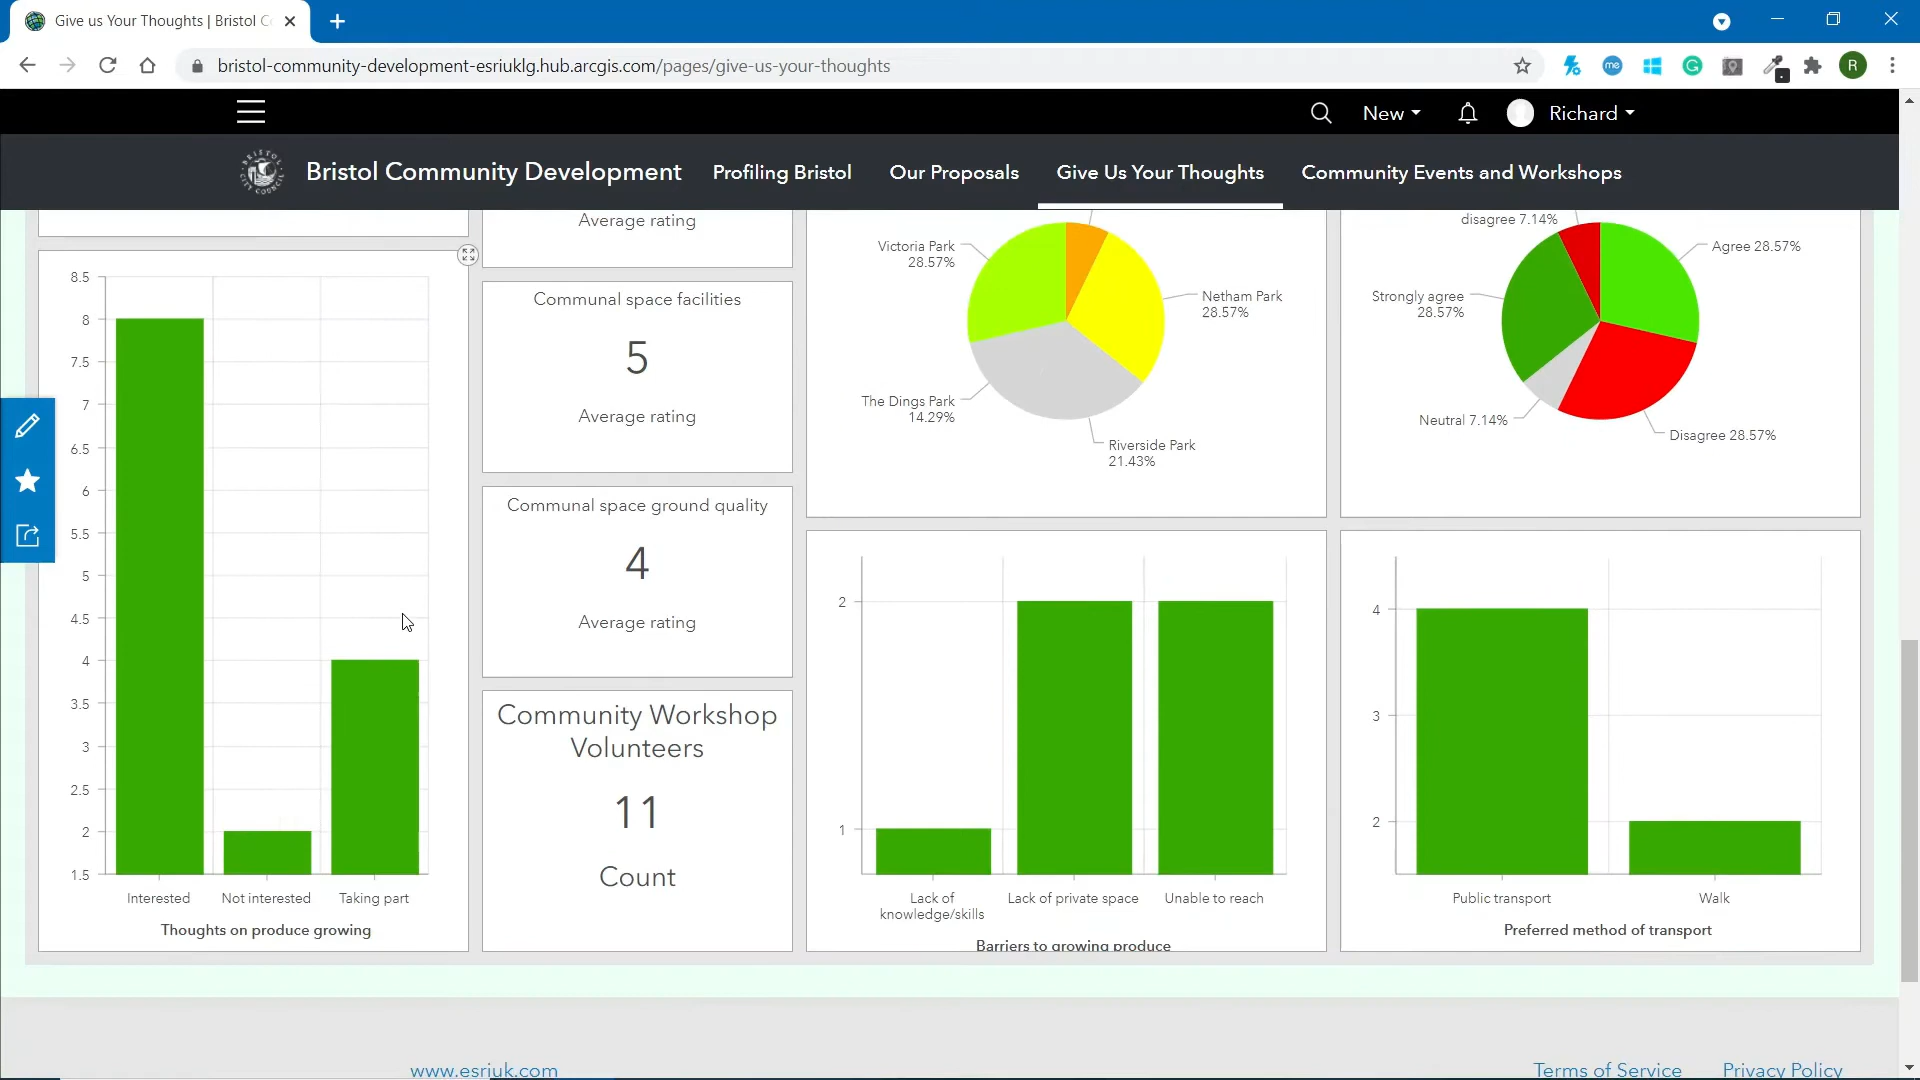 Give us Your Thoughts | Bristol C
bristol-community-development-esriuklg.hub.arcgis.com/pages/give-us-your-thoughts
me
G
R
New
Richard
BRISTOL
CITY COUNCIL
Bristol Community Development
Profiling Bristol
Our Proposals
Give Us Your Thoughts
Community Events and Workshops
8.5
8
7.5
7
6.5
6
5.5
5
4.5
4
3.5
3
2.5
2
1.5
Interested
Not interested
Taking part
Thoughts on produce growing
Average rating
Communal space facilities
5
Average rating
Communal space ground quality
4
Average rating
Community Workshop
Volunteers
11
Count
Victoria Park
28.57%
Netham Park
28.57%
The Dings Park
14.29%
Riverside Park
21.43%
disagree 7.14%
Agree 28.57%
Strongly agree
28.57%
Neutral 7.14%
Disagree 28.57%
2
1
Lack of
knowledge/skills
Lack of private space
Unable to reach
Barriers to growing produce
4
3
2
Public transport
Walk
Preferred method of transport
www.esriuk.com
Terms of Service
Privacy Policy